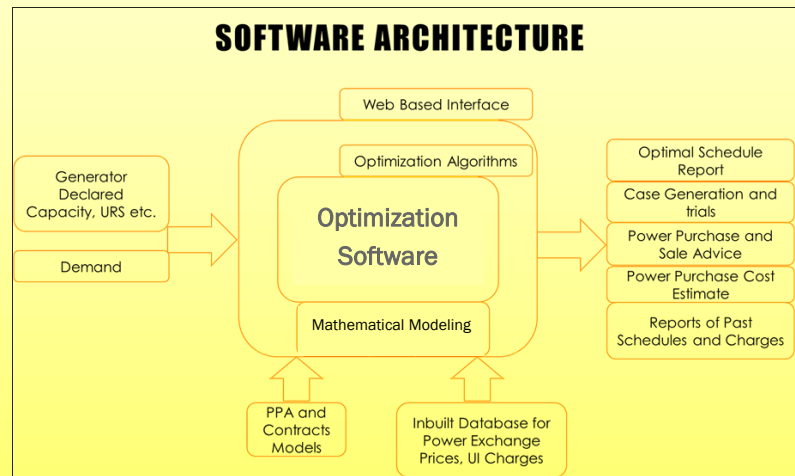 SOFTWARE ARCHITECTURE
Web Based Interface
Optimization Algorithms
Generator
Declared
Capacity, URS etc.
Demand
Optimization
Software
Mathematical Modeling
Optimal Schedule
Report
Case Generation and
trials
Power Purchase and
Sale Advice
Power Purchase Cost
Estimate
Reports of Past
Schedules and Charges
PPA and
Contracts
Models
Inbuilt Database for
Power Exchange
Prices, UI Charges